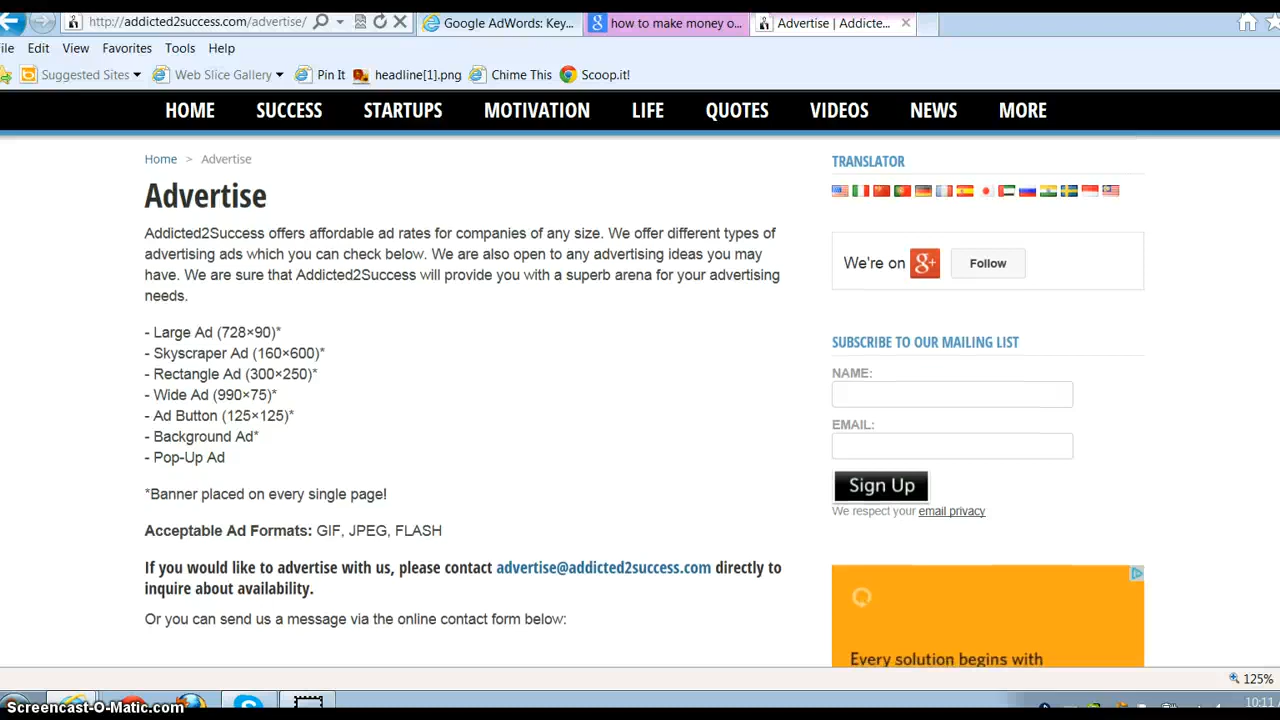 http://addicted2success.com/advertise/
Google AdWords: Key...
how to make money o...
Advertise | Addicte...
ile Edit View Favorites Tools Help
Suggested Sites Web Slice Gallery Pin It headline[1].png Chime This Scoop.it!
HOME SUCCESS STARTUPS MOTIVATION LIFE QUOTES VIDEOS NEWS MORE
Home > Advertise
Advertise
Addicted2Success offers affordable ad rates for companies of any size. We offer different types of
advertising ads which you can check below. We are also open to any advertising ideas you may
have. We are sure that Addicted2Success will provide you with a superb arena for your advertising
needs.
- Large Ad (728×90)*
- Skyscraper Ad (160×600)*
- Rectangle Ad (300×250)*
- Wide Ad (990×75)*
- Ad Button (125×125)*
- Background Ad*
- Pop-Up Ad
*Banner placed on every single page!
Acceptable Ad Formats: GIF, JPEG, FLASH
If you would like to advertise with us, please contact advertise@addicted2success.com directly to
inquire about availability.
Or you can send us a message via the online contact form below:
TRANSLATOR
We're on g+ Follow
SUBSCRIBE TO OUR MAILING LIST
NAME:
EMAIL:
Sign Up
We respect your email privacy
Every solution begins with
125%
Screencast-O-Matic.com
10:11